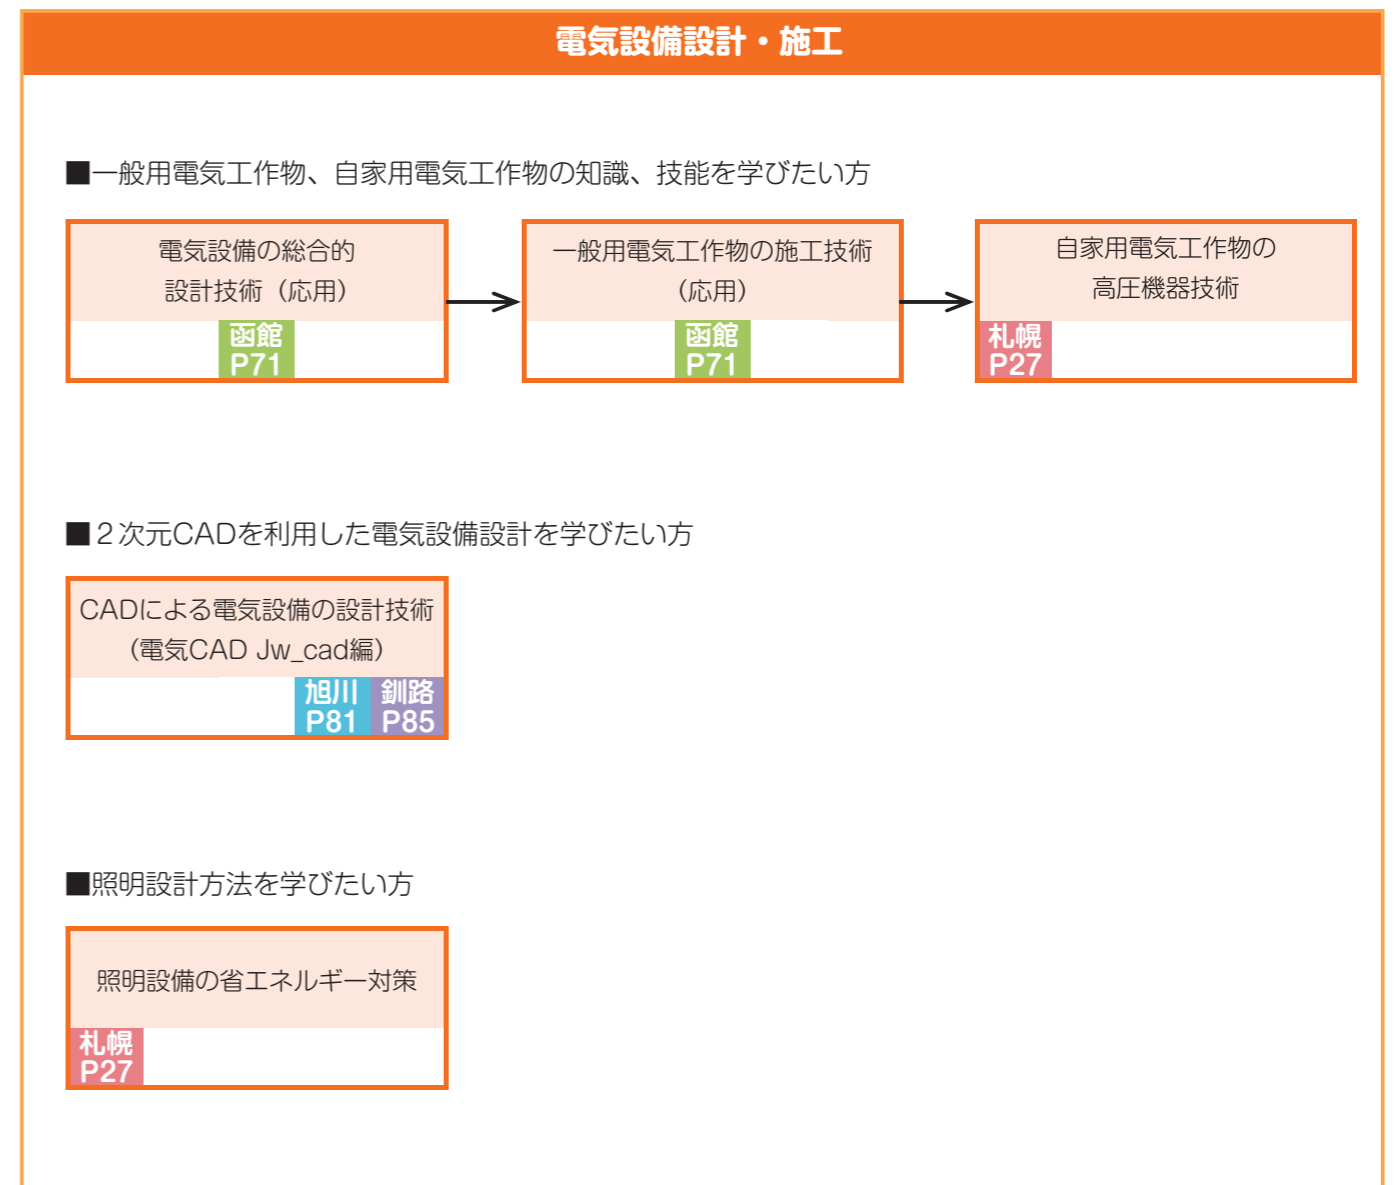 電気設備設計・施工
■一般用電気工作物、自家用電気工作物の知識、技能を学びたい方
電気設備の総合的
設計技術（応用）
函館
P71
一般用電気工作物の施工技術
（応用）
函館
P71
自家用電気工作物の
高圧機器技術
札幌
P27
■２次元CADを利用した電気設備設計を学びたい方
CADによる電気設備の設計技術
（電気CAD Jw_cad編）
旭川
P81
釧路
P85
■照明設計方法を学びたい方
照明設備の省エネルギー対策
札幌
P27